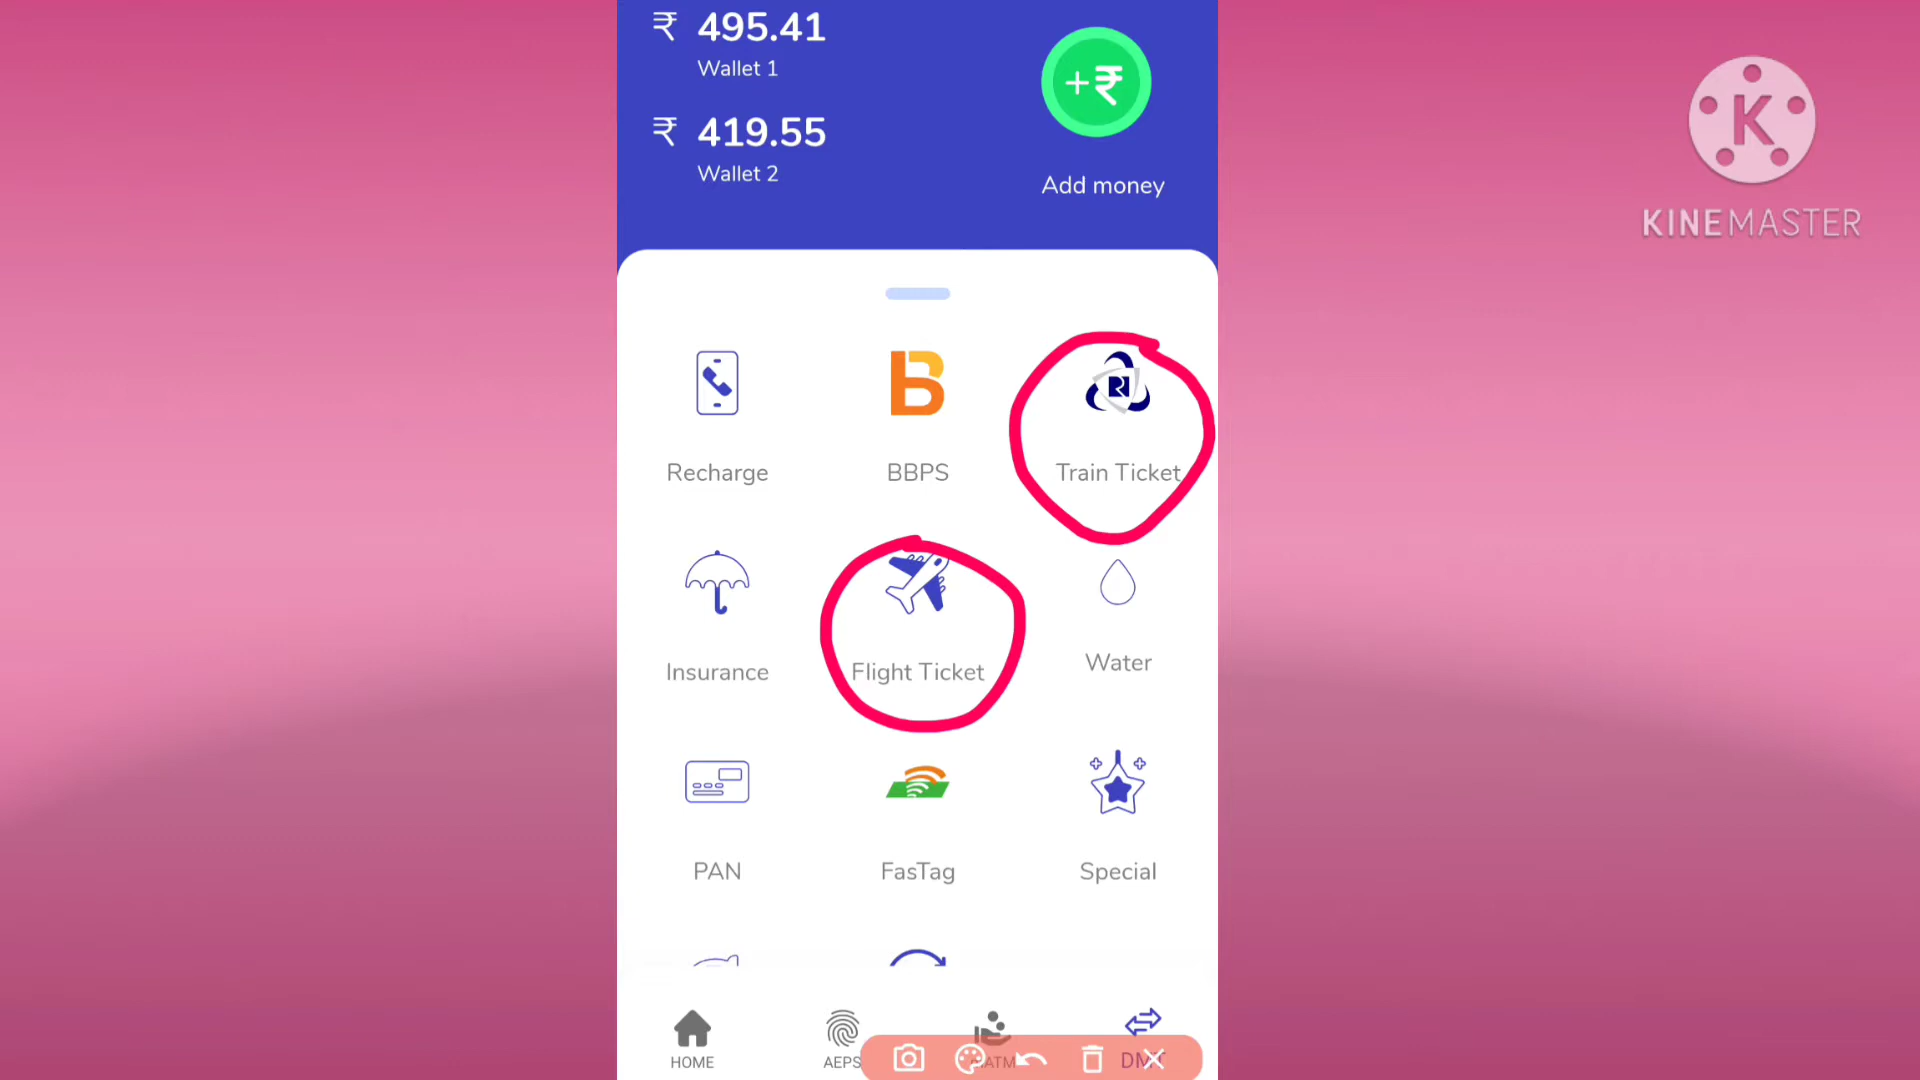 ₹ 495.41
Wallet 1
₹ 419.55
Wallet 2
+₹
Add money
KINEMASTER
Recharge
BBPS
Train Ticket
Insurance
Flight Ticket
Water
PAN
FasTag
Special
HOME
AEPS
DMT